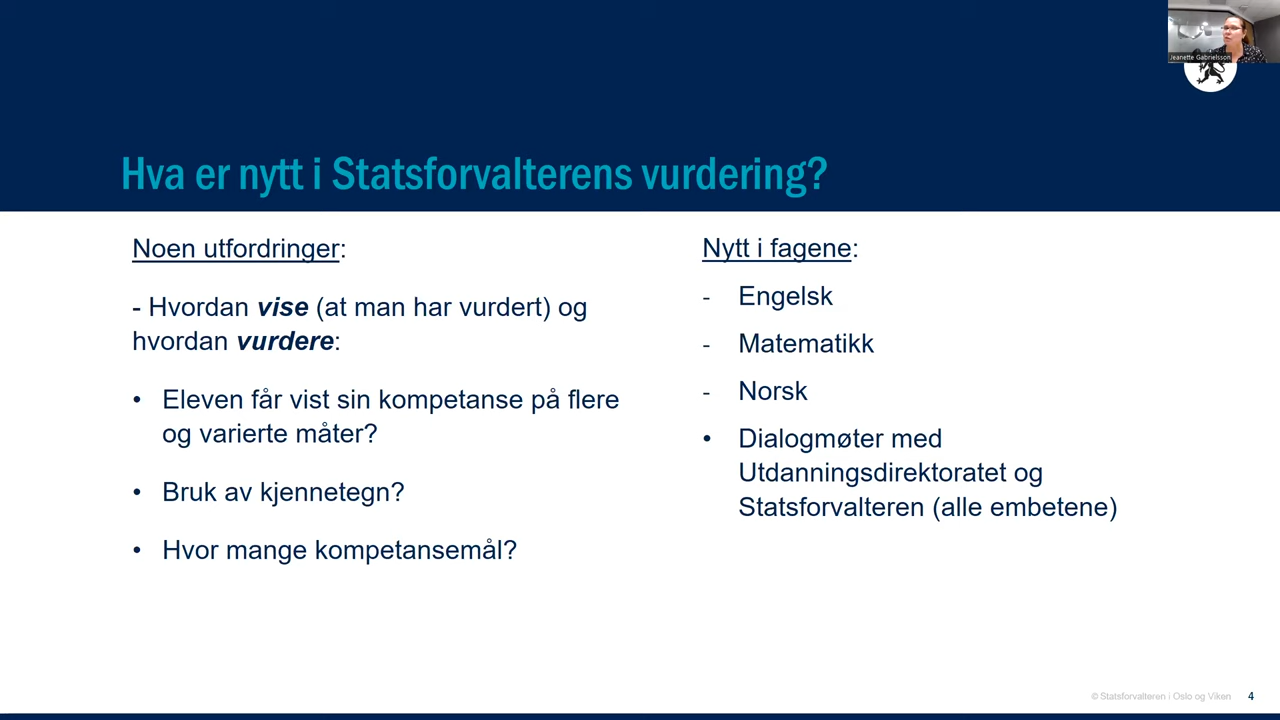 Jeanette Gabrielsson
Hva er nytt i Statsforvalterens vurdering?
Noen utfordringer:
- Hvordan vise (at man har vurdert) og
hvordan vurdere:
• Eleven får vist sin kompetanse på flere
og varierte måter?
• Bruk av kjennetegn?
• Hvor mange kompetansemål?
Nytt i fagene:
- Engelsk
- Matematikk
- Norsk
• Dialogmøter med
Utdanningsdirektoratet og
Statsforvalteren (alle embetene)
© Statsforvalteren i Oslo og Viken 4